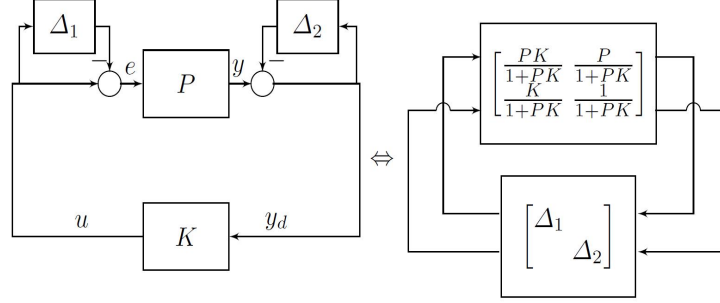 Δ₁
Δ₂
−
−
e
P
y
u
K
y_d
⇔
[ PK/(1+PK) P/(1+PK)
K/(1+PK) 1/(1+PK) ]
[ Δ₁
Δ₂ ]